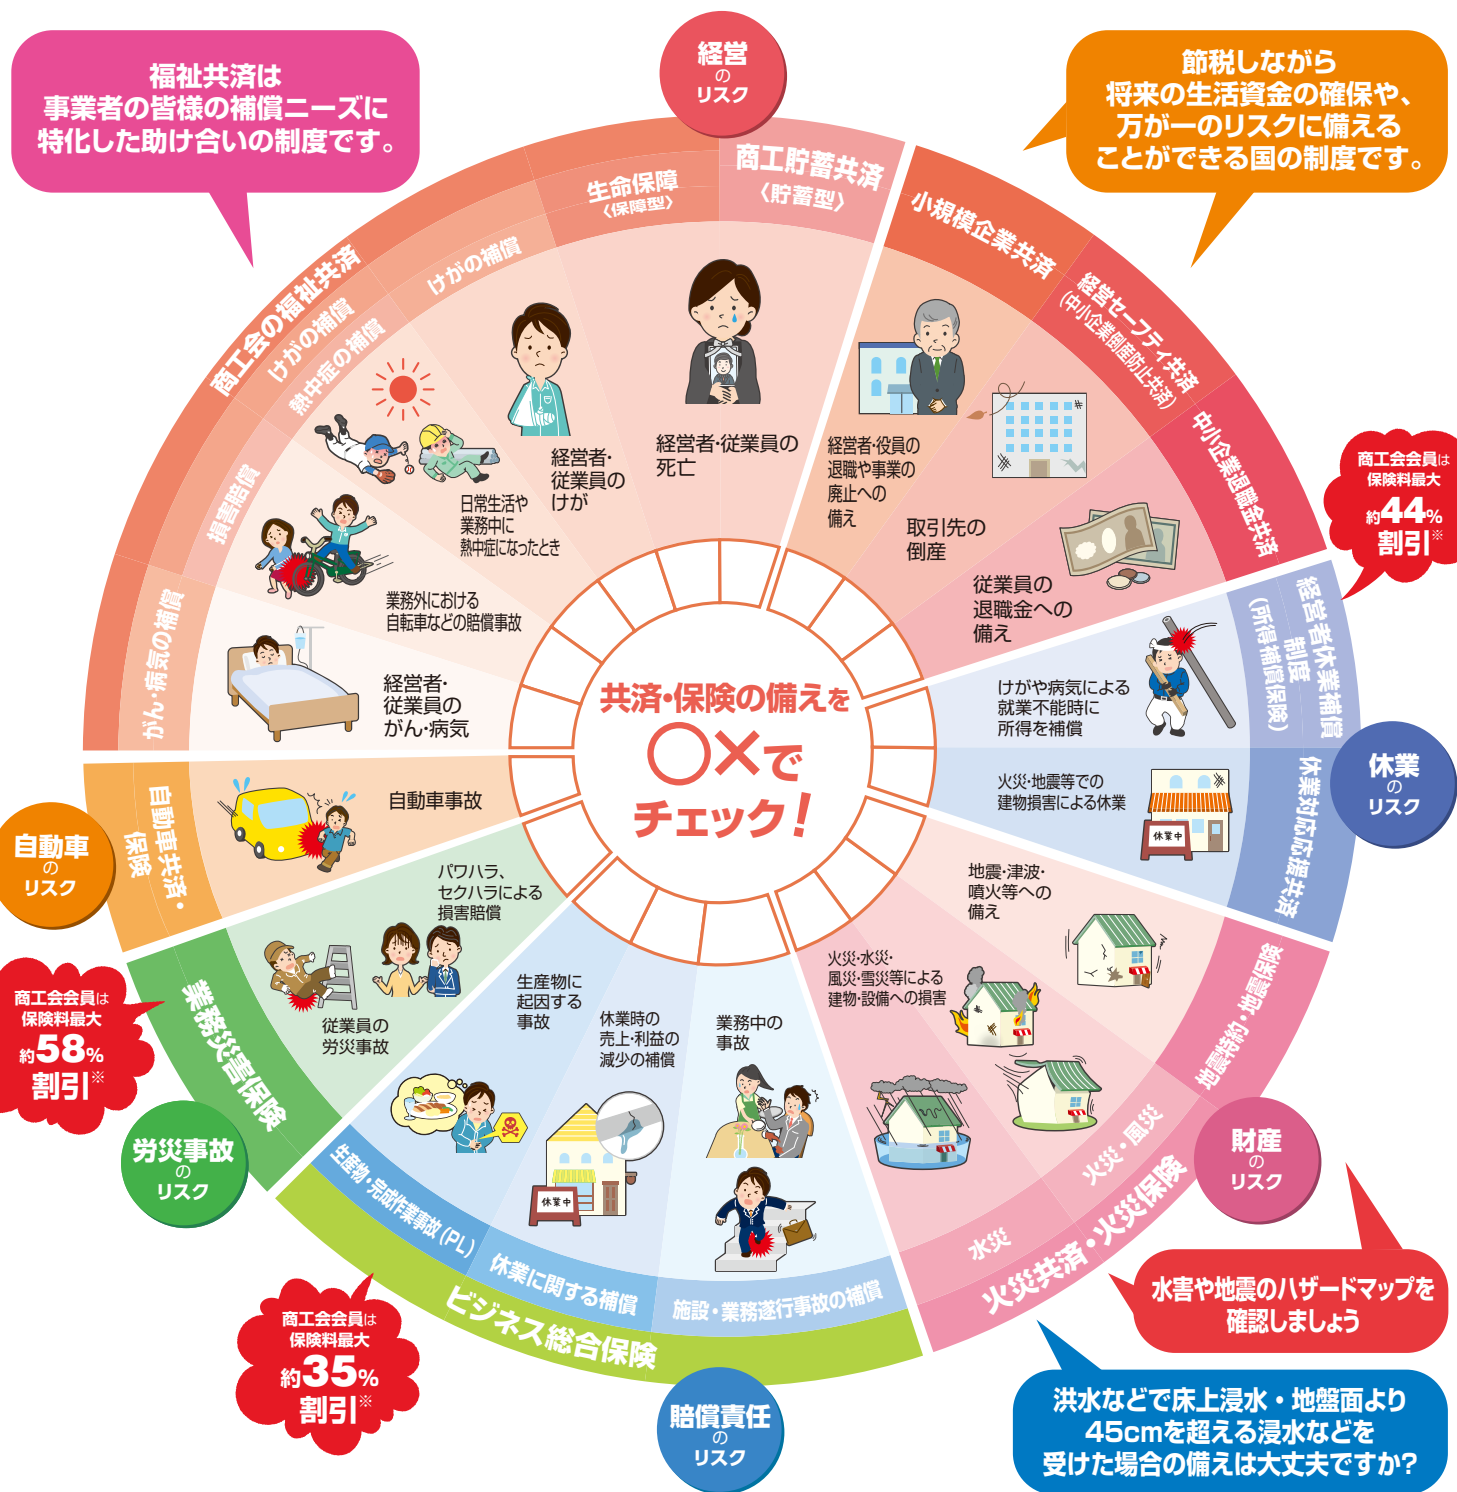 福祉共済は
事業者の皆様の補償ニーズに
特化した助け合いの制度です。
経営
の
リスク
節税しながら
将来の生活資金の確保や、
万が一のリスクに備える
ことができる国の制度です。
商工会の福祉共済
生命保障
〈保障型〉
商工貯蓄共済
〈貯蓄型〉
小規模企業共済
経営セーフティ共済
(中小企業倒産防止共済)
中小企業退職金共済
けがの補償
けがの補償
熱中症の補償
損害賠償
がん・病気の補償
経営者・従業員の
死亡
経営者・
従業員の
けが
日常生活や
業務中に
熱中症になったとき
業務外における
自転車などの賠償事故
経営者・
従業員の
がん・病気
経営者・役員の
退職や事業の
廃止への
備え
取引先の
倒産
従業員の
退職金への
備え
商工会会員は
保険料最大
約44%
割引※
経営者休業補償
制度
(所得補償保険)
けがや病気による
就業不能時に
所得を補償
休業
の
リスク
休業対応応援共済
火災・地震等での
建物損害による休業
休業中
共済・保険の備えを
○×で
チェック!
自動車
の
リスク
自動車共済・
保険
自動車事故
商工会会員は
保険料最大
約58%
割引※
業務災害保険
労災事故
の
リスク
パワハラ、
セクハラによる
損害賠償
従業員の
労災事故
生産物に
起因する
事故
休業時の
売上・利益の
減少の補償
休業中
業務中の
事故
生産物・完成作業事故(PL)
休業に関する補償
施設・業務遂行事故の補償
ビジネス総合保険
商工会会員は
保険料最大
約35%
割引※
賠償責任
の
リスク
地震・津波・
噴火等への
備え
火災・水災・
風災・雪災等による
建物・設備への損害
地震特約・地震保険
火災・風災
水災
火災共済・火災保険
財産
の
リスク
水害や地震のハザードマップを
確認しましょう
洪水などで床上浸水・地盤面より
45cmを超える浸水などを
受けた場合の備えは大丈夫ですか?